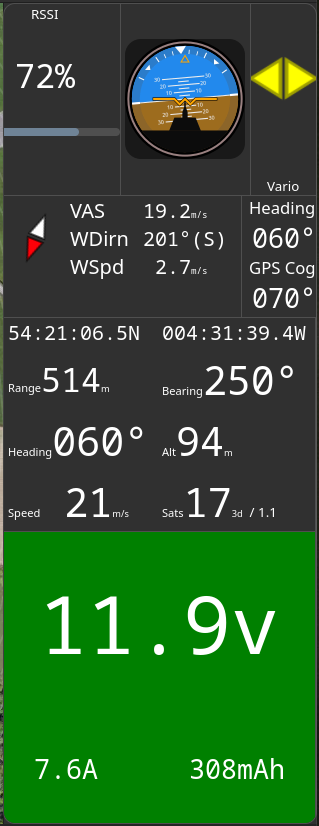 RSSI
72%
Vario
VAS 19.2m/s
WDirn 201°(S)
WSpd 2.7m/s
Heading
060°
GPS Cog
070°
54:21:06.5N 004:31:39.4W
Range 514m Bearing 250°
Heading 060° Alt 94m
Speed 21m/s Sats 17 3d / 1.1
11.9v
7.6A 308mAh